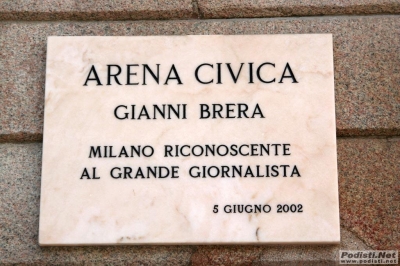 ARENA CIVICA
GIANNI BRERA
MILANO RICONOSCENTE
AL GRANDE GIORNALISTA
5 GIUGNO 2002
Podisti.Net
www.podisti.net